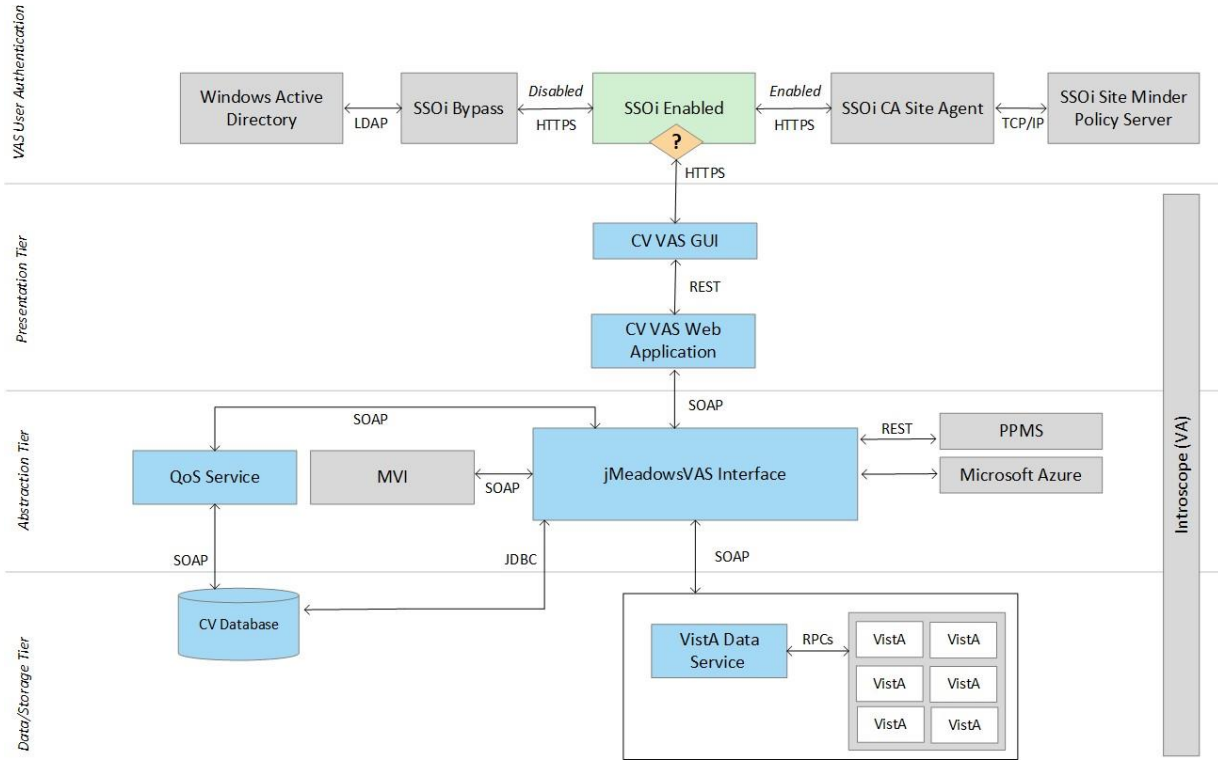 VAS User Authentication
Windows Active
Directory
LDAP
SSOi Bypass
Disabled
HTTPS
SSOi Enabled
?
Enabled
HTTPS
SSOi CA Site Agent
TCP/IP
SSOi Site Minder
Policy Server
HTTPS
Presentation Tier
CV VAS GUI
REST
CV VAS Web
Application
SOAP
Abstraction Tier
SOAP
QoS Service
MVI
SOAP
jMeadowsVAS Interface
REST
PPMS
Microsoft Azure
Introscope (VA)
SOAP
JDBC
SOAP
Data/Storage Tier
CV Database
VistA Data
Service
RPCs
VistA
VistA
VistA
VistA
VistA
VistA